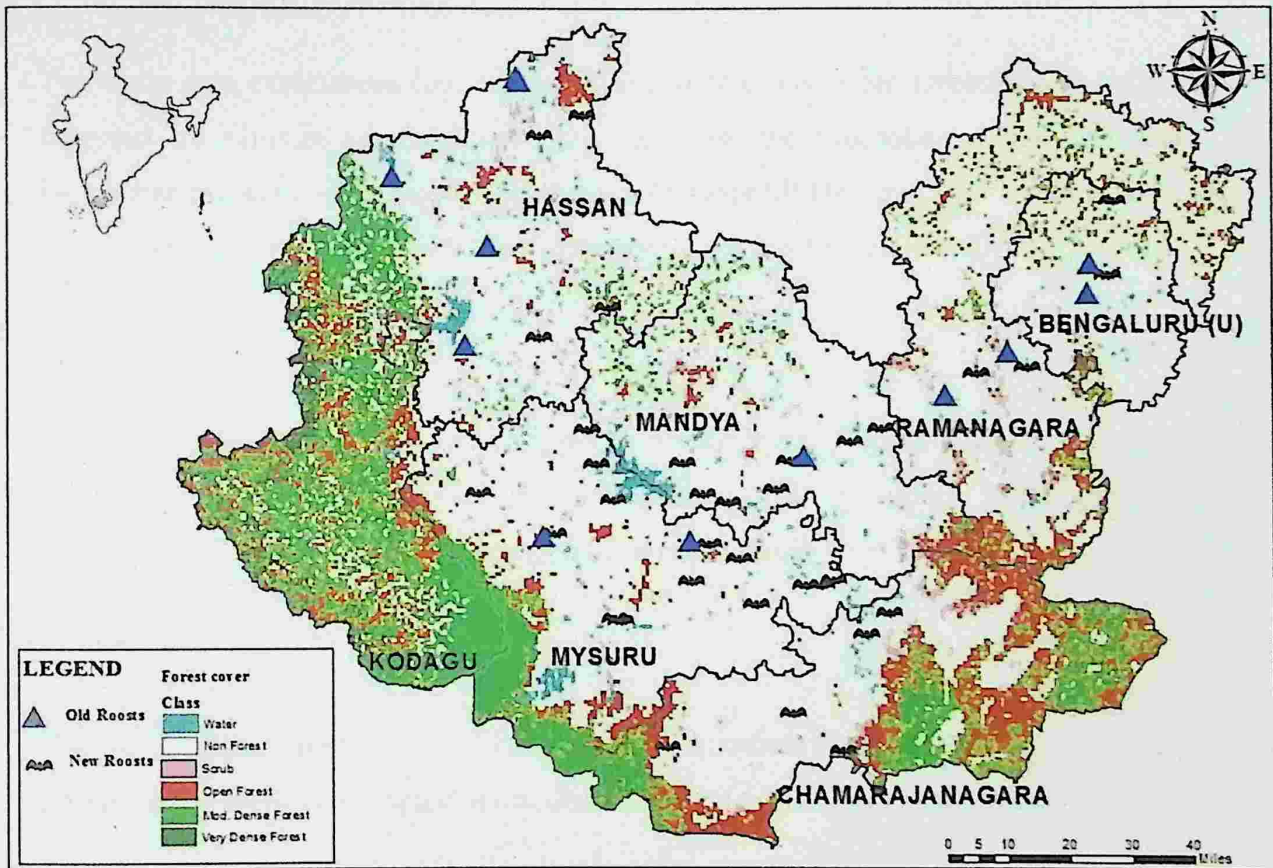 N
W E
S
HASSAN
BENGALURU (U)
MANDYA
RAMANAGARA
KODAGU
MYSURU
CHAMARAJANAGARA
LEGEND
Forest cover
Class
Old Roosts
New Roosts
Water
Non Forest
Scrub
Open Forest
Mod. Dense Forest
Very Dense Forest
0 5 10 20 30 40
Miles